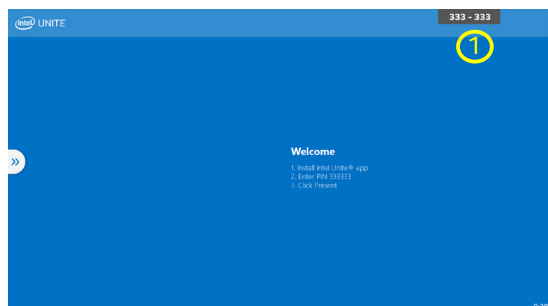 intel UNITE
333 - 333
1
»
Welcome
1. Install Intel Unite® app
2. Enter PIN 333333
3. Click Present